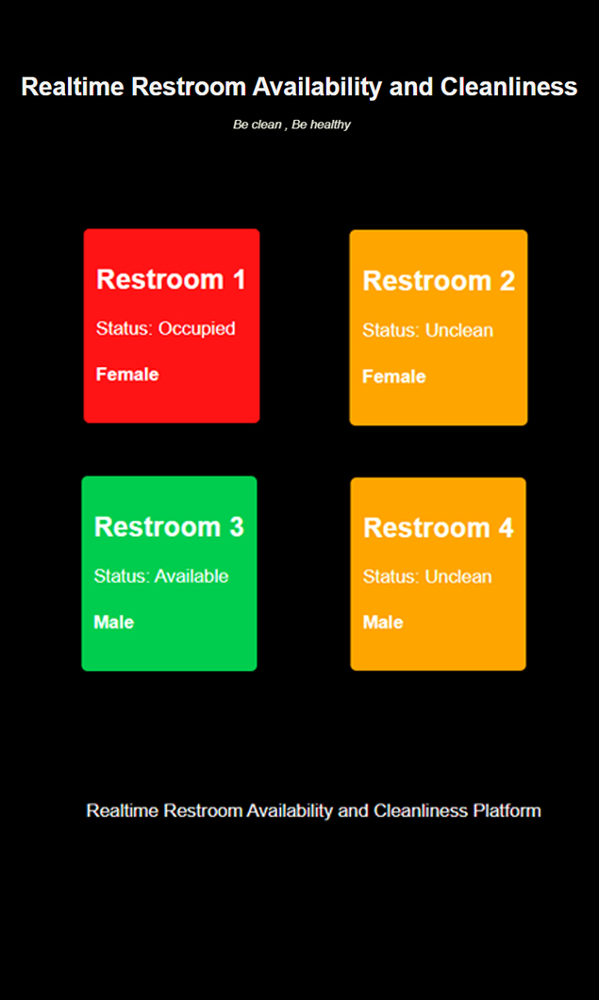 Realtime Restroom Availability and Cleanliness
Be clean , Be healthy
Restroom 1
Status: Occupied
Female
Restroom 2
Status: Unclean
Female
Restroom 3
Status: Available
Male
Restroom 4
Status: Unclean
Male
Realtime Restroom Availability and Cleanliness Platform